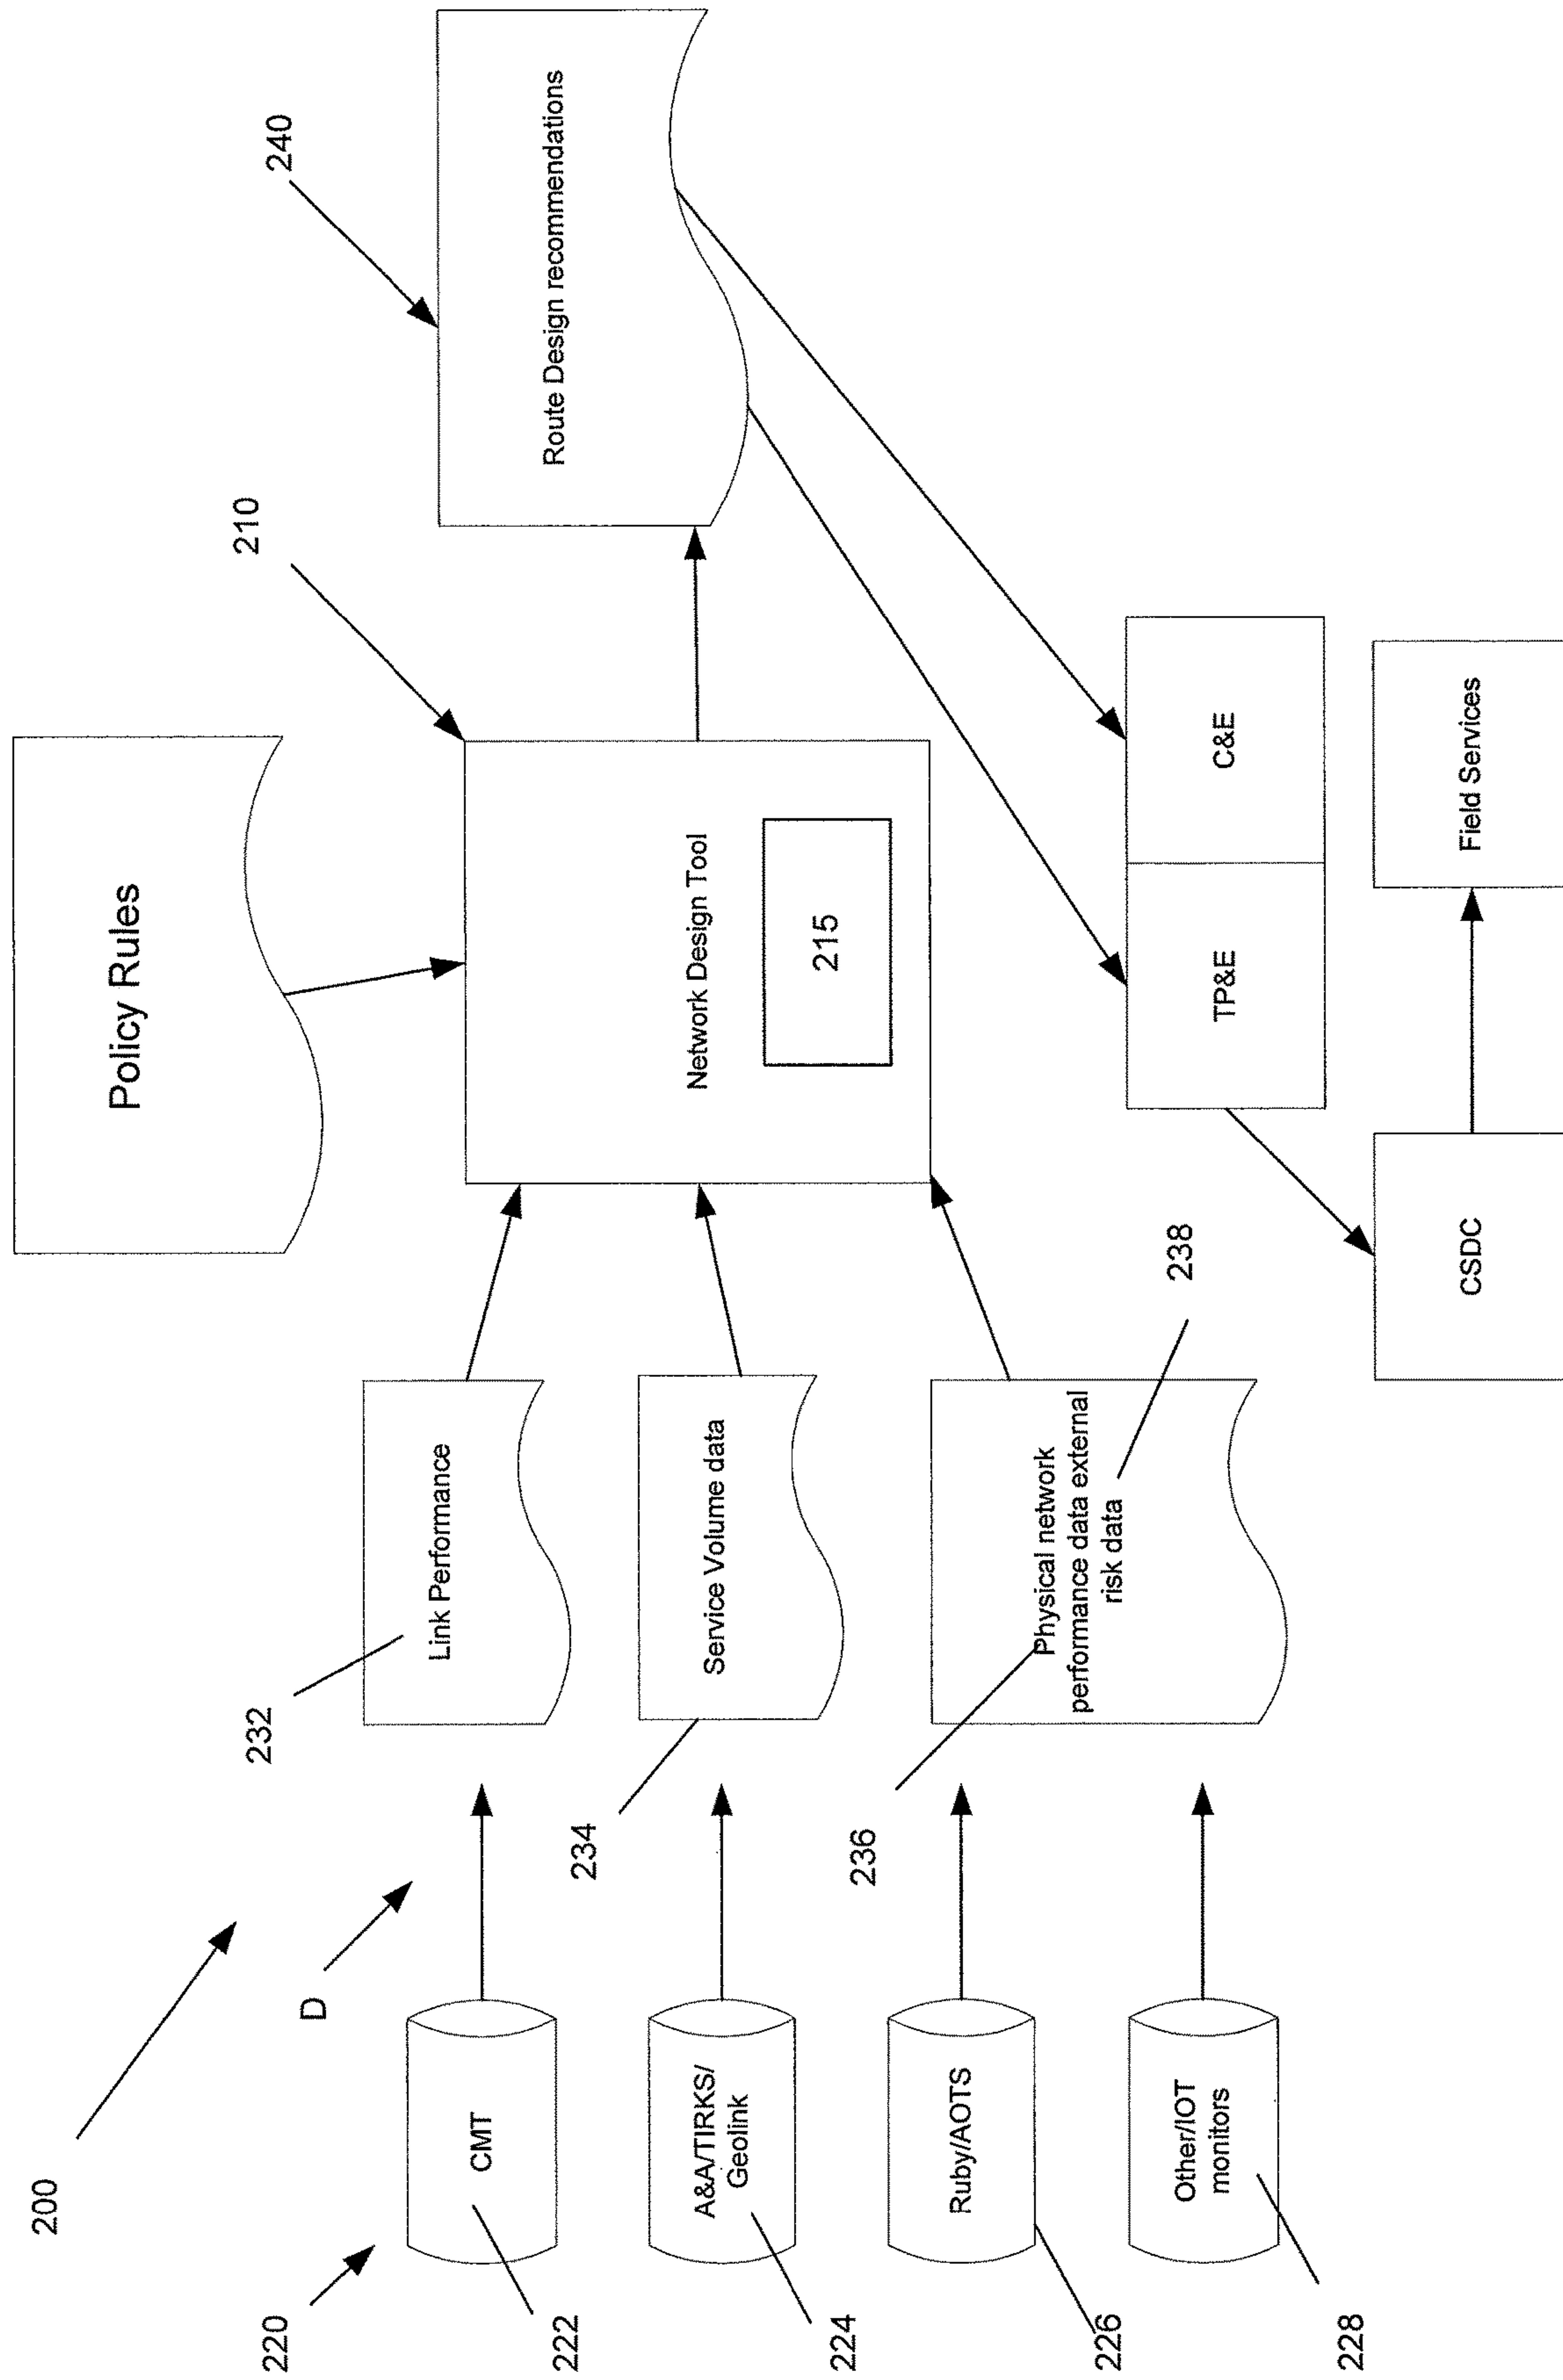 200
220
D
CMT
222
A&A/TIRKS/
Geolink
224
Ruby/AOTS
226
Other/IOT
monitors
228
232
Link Performance
234
Service Volume data
236
Physical network
performance data external
risk data
238
Policy Rules
210
Network Design Tool
215
240
Route Design recommendations
TP&E
C&E
CSDC
Field Services